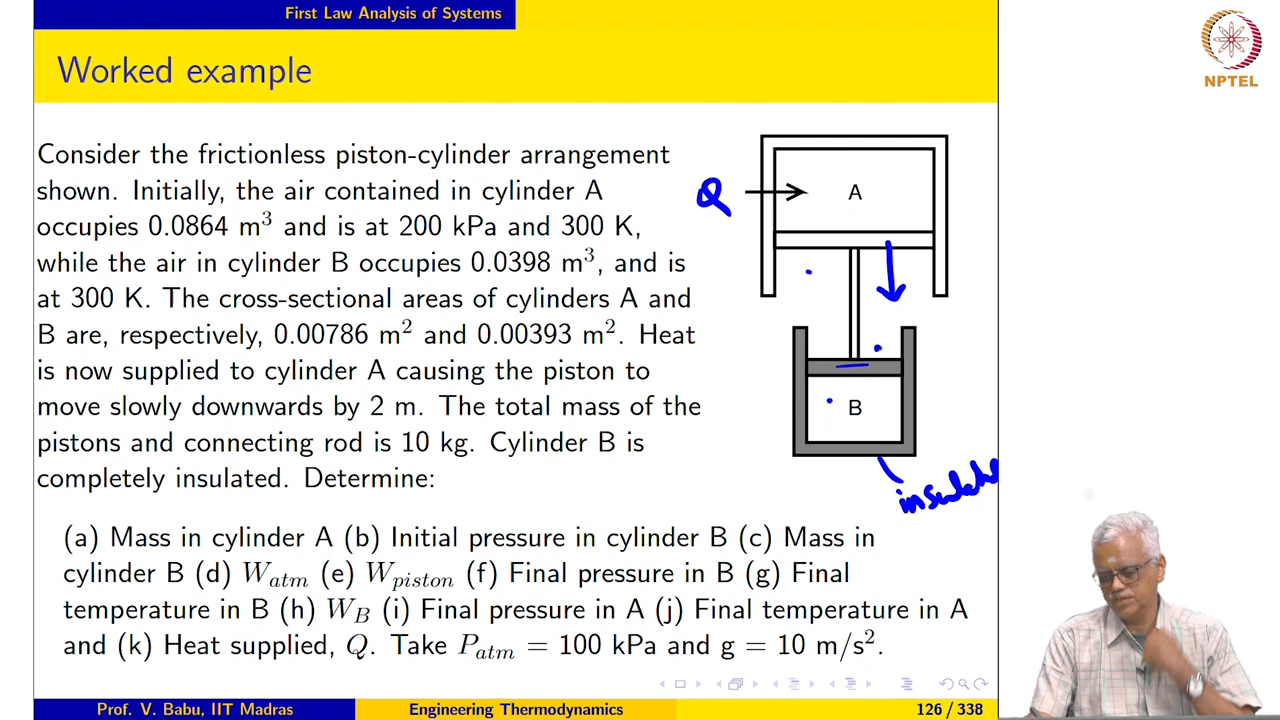 First Law Analysis of Systems
Worked example
NPTEL
Consider the frictionless piston-cylinder arrangement
shown. Initially, the air contained in cylinder A
occupies 0.0864 m³ and is at 200 kPa and 300 K,
while the air in cylinder B occupies 0.0398 m³, and is
at 300 K. The cross-sectional areas of cylinders A and
B are, respectively, 0.00786 m² and 0.00393 m². Heat
is now supplied to cylinder A causing the piston to
move slowly downwards by 2 m. The total mass of the
pistons and connecting rod is 10 kg. Cylinder B is
completely insulated. Determine:
Q
A
B
insulated
(a) Mass in cylinder A (b) Initial pressure in cylinder B (c) Mass in
cylinder B (d) W_atm (e) W_piston (f) Final pressure in B (g) Final
temperature in B (h) W_B (i) Final pressure in A (j) Final temperature in A
and (k) Heat supplied, Q. Take P_atm = 100 kPa and g = 10 m/s².
Prof. V. Babu, IIT Madras
Engineering Thermodynamics
126 / 338